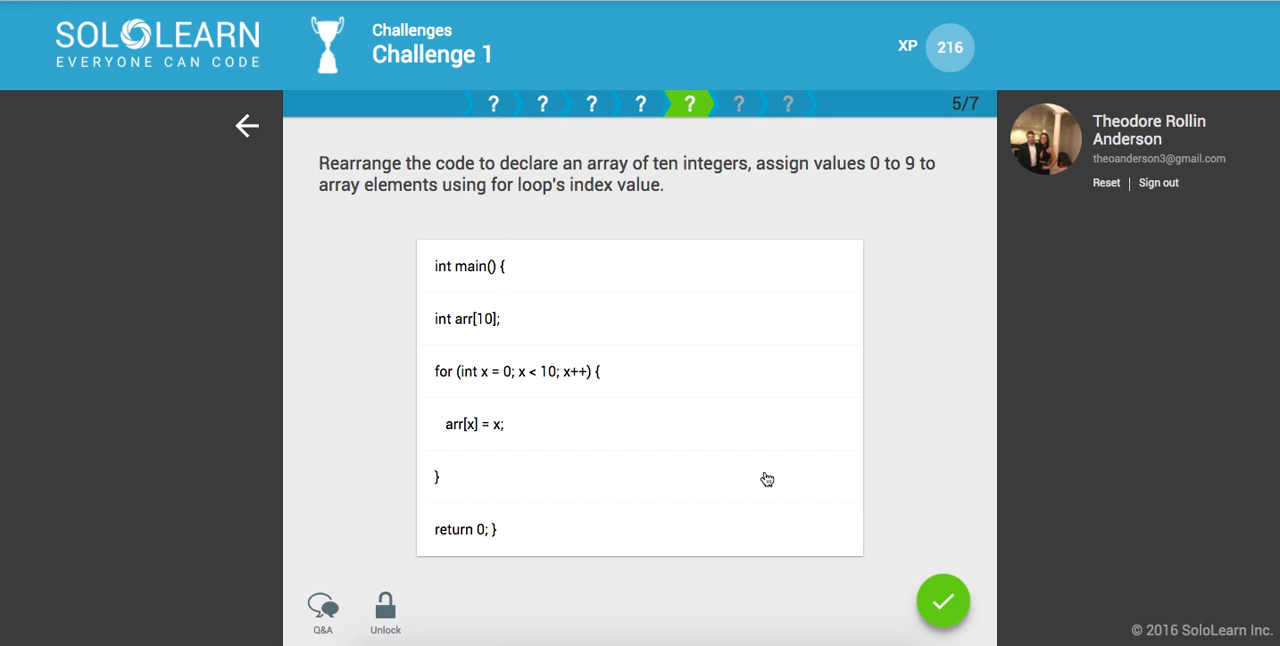 SOLOLEARN
EVERYONE CAN CODE
Challenges
Challenge 1
XP 216
? ? ? ? ? ? ?
5/7
Theodore Rollin
Anderson
theoanderson3@gmail.com
Reset | Sign out
Rearrange the code to declare an array of ten integers, assign values 0 to 9 to
array elements using for loop's index value.
int main() {
int arr[10];
for (int x = 0; x < 10; x++) {
arr[x] = x;
}
return 0; }
Q&A
Unlock
© 2016 SoloLearn Inc.